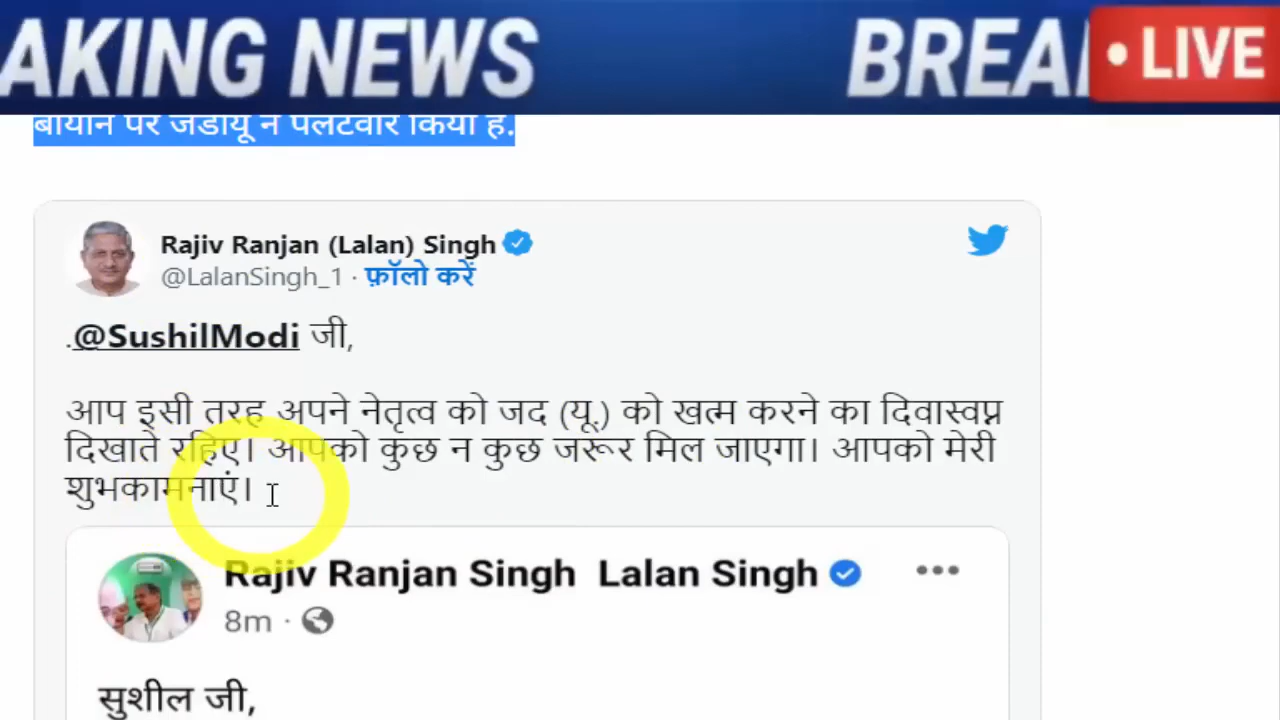 AKING NEWS BREA
• LIVE
बायान पर जेडीयू ने पलटवार किया है.
Rajiv Ranjan (Lalan) Singh
@LalanSingh_1 · फ़ॉलो करें
.@SushilModi जी,
आप इसी तरह अपने नेतृत्व को जद (यू.) को खत्म करने का दिवास्वप्न
दिखाते रहिए। आपको कुछ न कुछ जरूर मिल जाएगा। आपको मेरी
शुभकामनाएं।
Rajiv Ranjan Singh Lalan Singh
8m ·
सुशील जी,